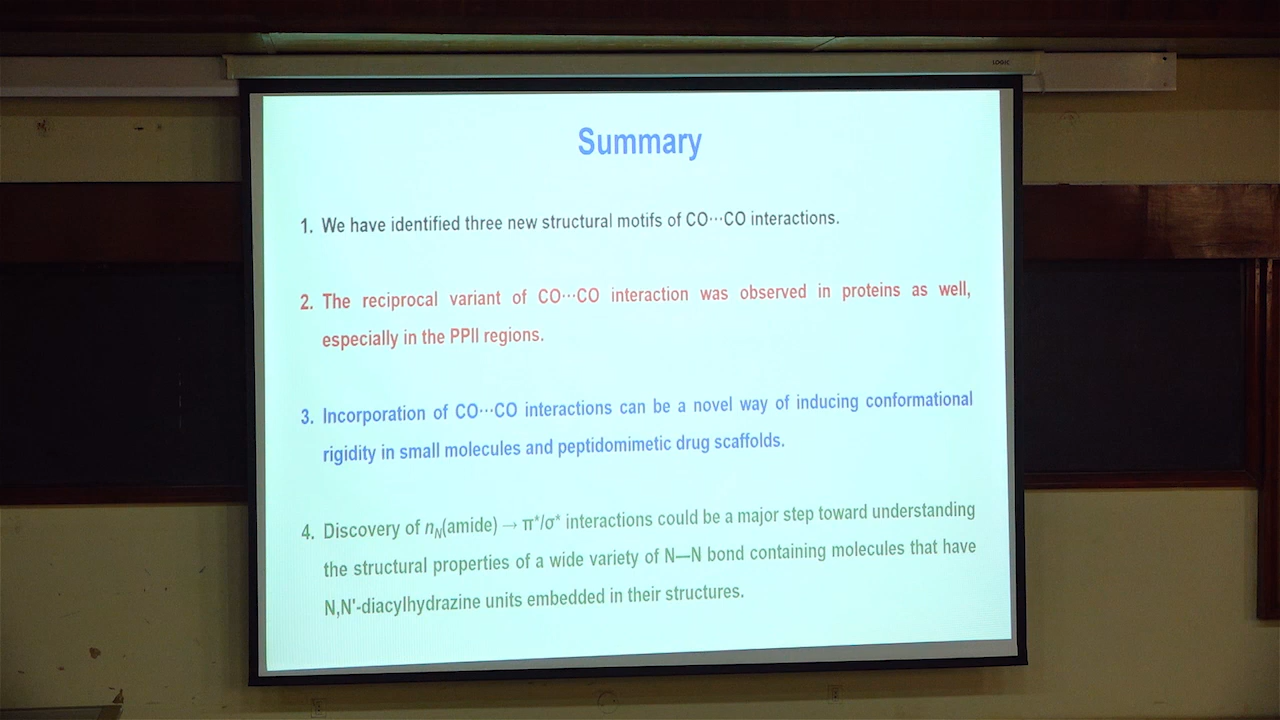 LOGIC
Summary
1. We have identified three new structural motifs of CO···CO interactions.
2. The reciprocal variant of CO···CO interaction was observed in proteins as well,
especially in the PPII regions.
3. Incorporation of CO···CO interactions can be a novel way of inducing conformational
rigidity in small molecules and peptidomimetic drug scaffolds.
4. Discovery of nN(amide) → π*/σ* interactions could be a major step toward understanding
the structural properties of a wide variety of N—N bond containing molecules that have
N,N'-diacylhydrazine units embedded in their structures.